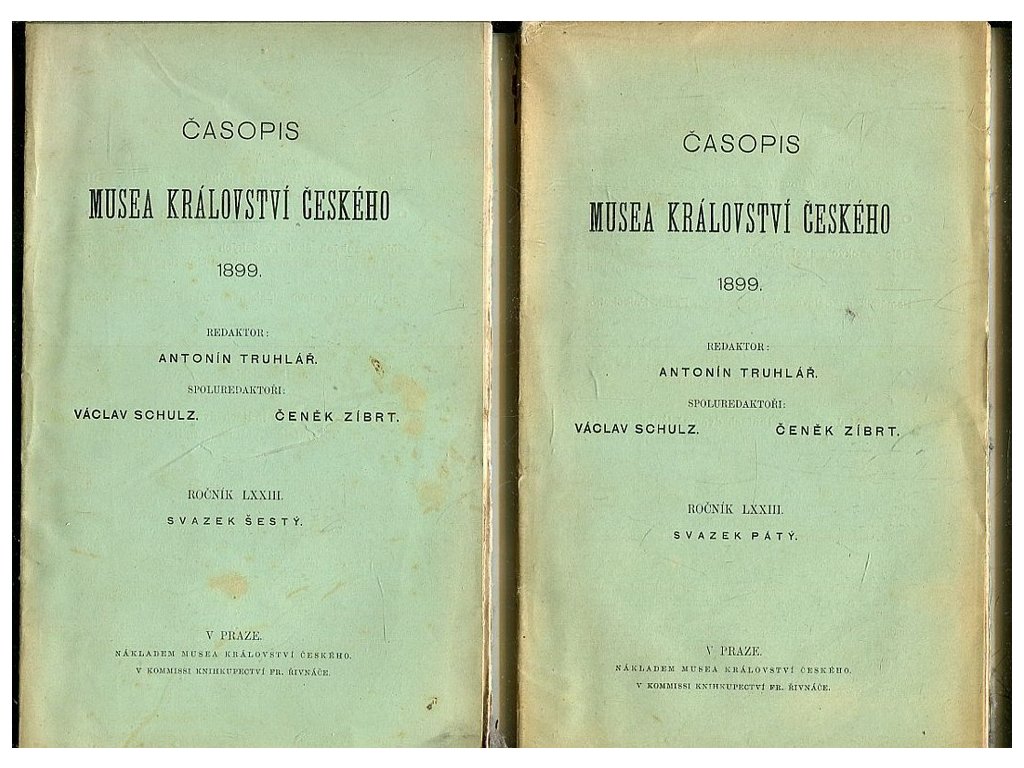 ČASOPIS
MUSEA KRÁLOVSTVÍ ČESKÉHO
1899.
REDAKTOR:
ANTONÍN TRUHLÁŘ.
SPOLUREDAKTOŘI:
VÁCLAV SCHULZ. ČENĚK ZÍBRT.
ROČNÍK LXXIII.
SVAZEK ŠESTÝ.
V PRAZE.
NÁKLADEM MUSEA KRÁLOVSTVÍ ČESKÉHO.
V KOMMISSI KNIHKUPECTVÍ FR. ŘIVNÁČE.
ČASOPIS
MUSEA KRÁLOVSTVÍ ČESKÉHO
1899.
REDAKTOR:
ANTONÍN TRUHLÁŘ.
SPOLUREDAKTOŘI:
VÁCLAV SCHULZ. ČENĚK ZÍBRT.
ROČNÍK LXXIII.
SVAZEK PÁTÝ.
V PRAZE.
NÁKLADEM MUSEA KRÁLOVSTVÍ ČESKÉHO.
V KOMMISSI KNIHKUPECTVÍ FR. ŘIVNÁČE.